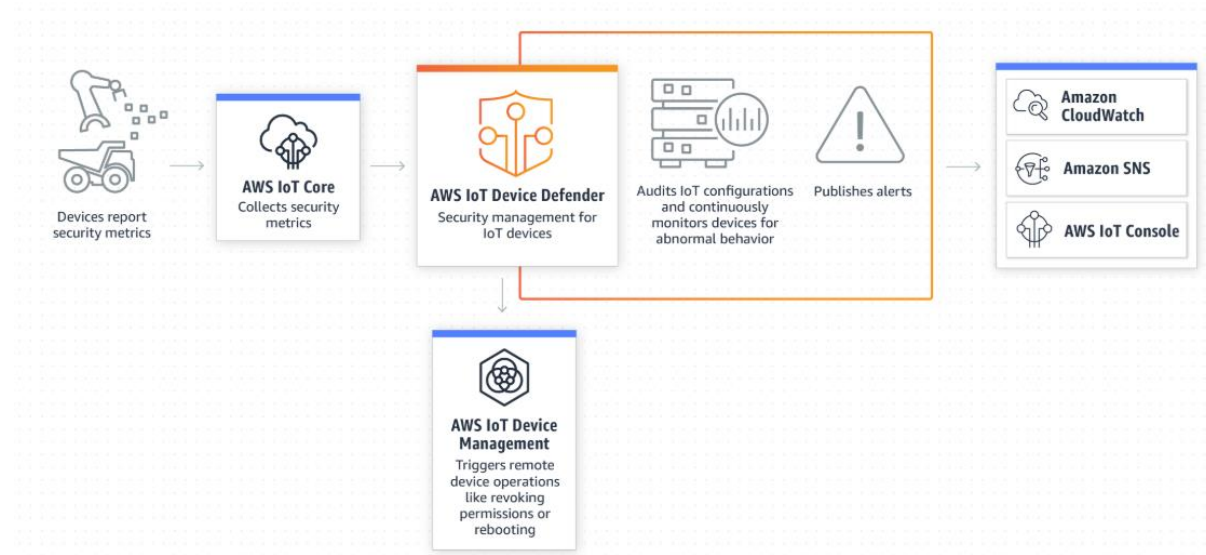 Devices report
security metrics
AWS IoT Core
Collects security
metrics
AWS IoT Device Defender
Security management for
IoT devices
Audits IoT configurations
and continuously
monitors devices for
abnormal behavior
Publishes alerts
Amazon
CloudWatch
Amazon SNS
AWS IoT Console
AWS IoT Device
Management
Triggers remote
device operations
like revoking
permissions or
rebooting